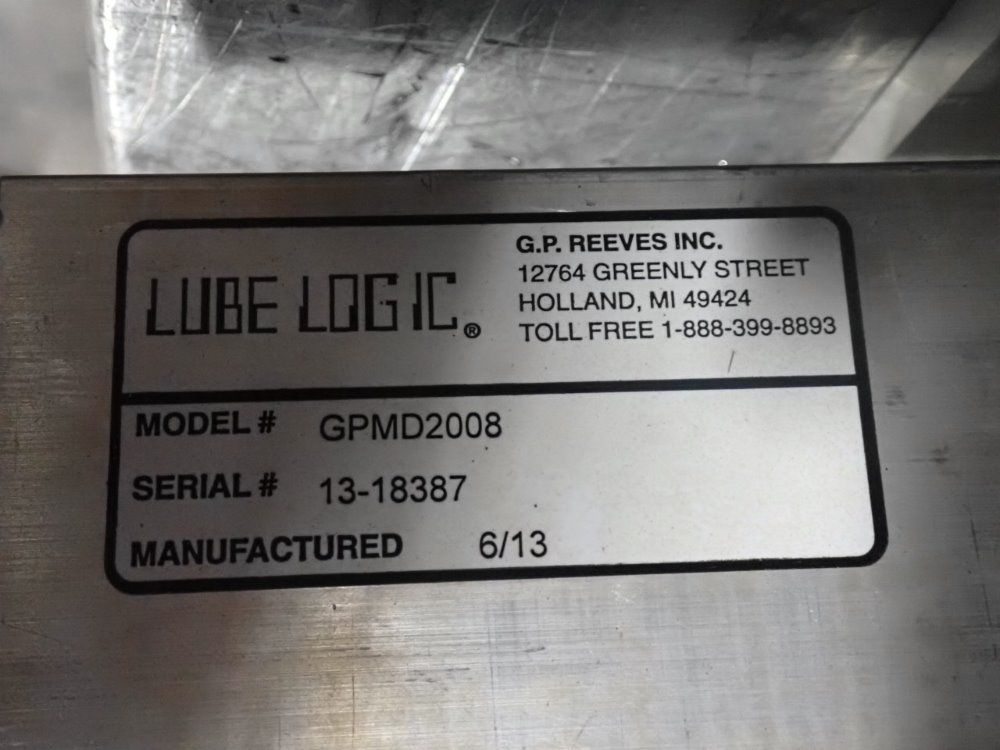 LUBE LOGIC®
G.P. REEVES INC.
12764 GREENLY STREET
HOLLAND, MI 49424
TOLL FREE 1-888-399-8893
MODEL # GPMD2008
SERIAL # 13-18387
MANUFACTURED 6/13